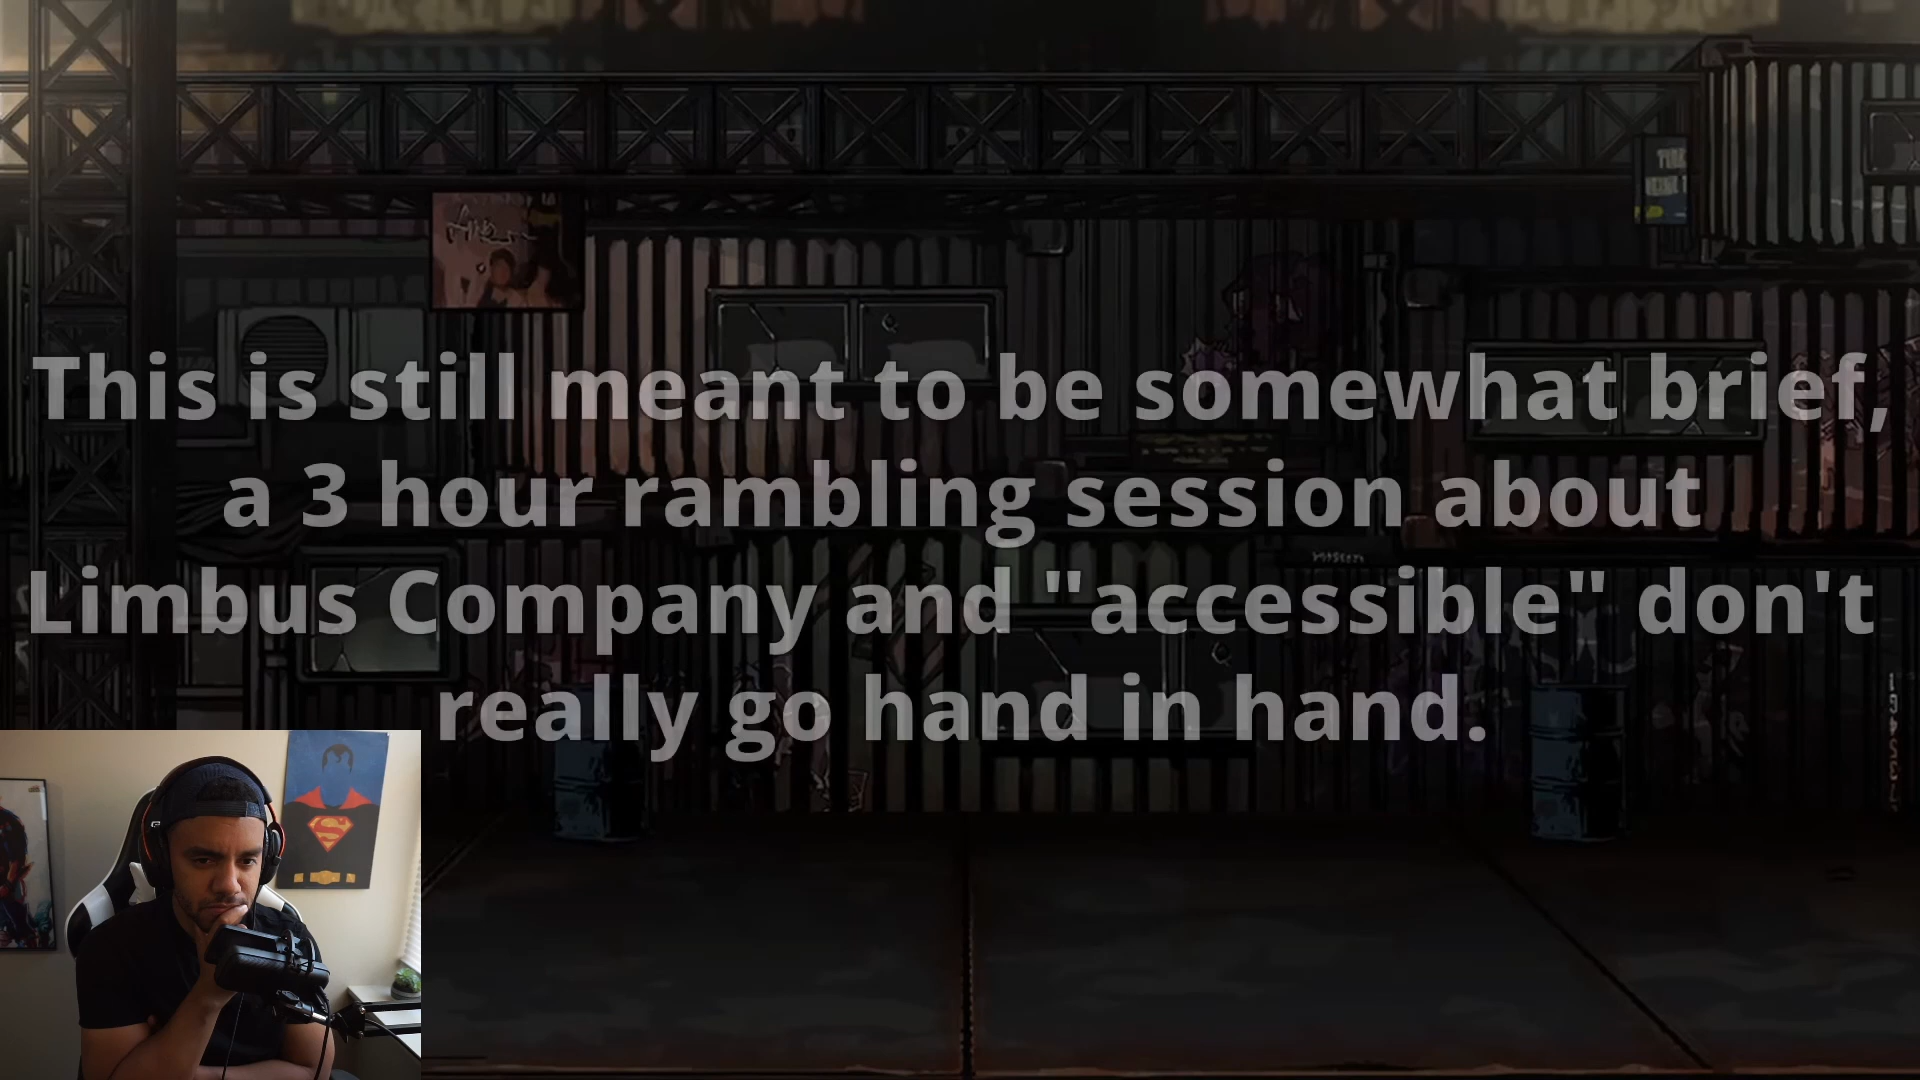 This is still meant to be somewhat brief,
a 3 hour rambling session about
Limbus Company and "accessible" don't
really go hand in hand.